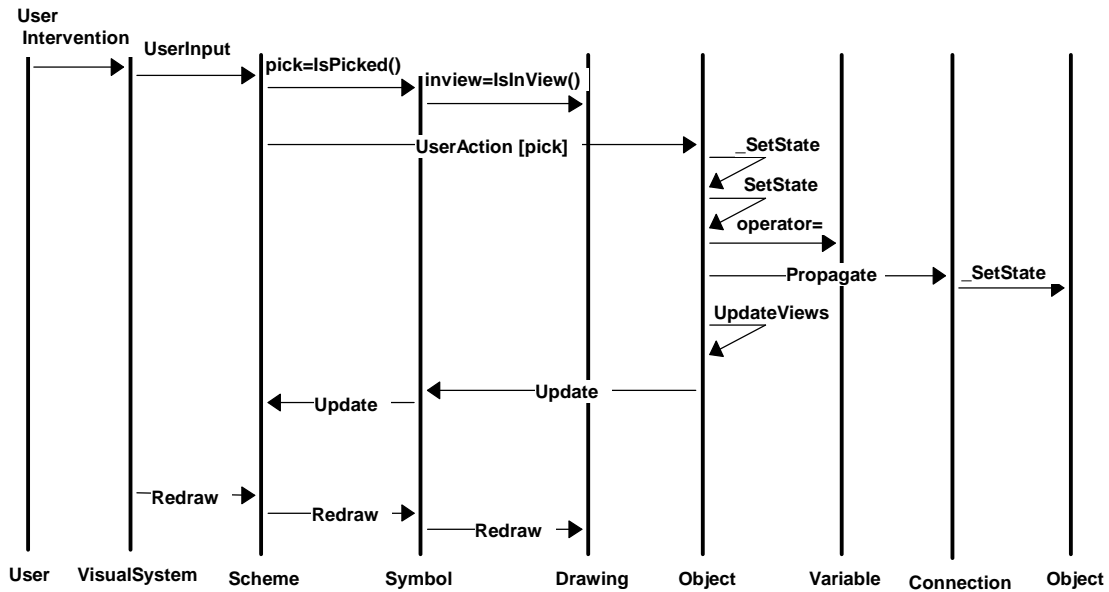 User
Intervention
UserInput
pick=IsPicked()
inview=IsInView()
UserAction [pick]
_SetState
SetState
operator=
Propagate
_SetState
UpdateViews
Update
Update
Redraw
Redraw
Redraw
User
VisualSystem
Scheme
Symbol
Drawing
Object
Variable
Connection
Object